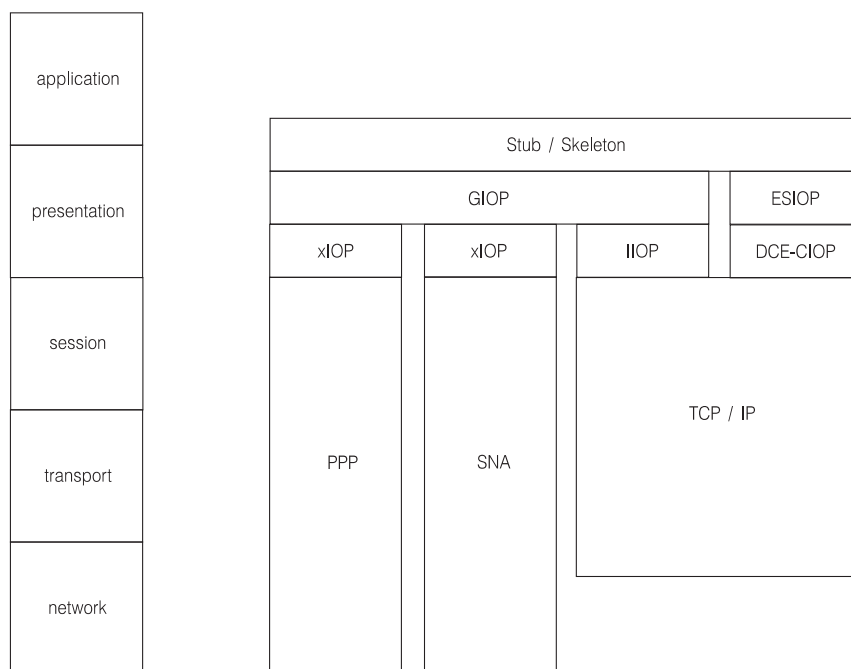 application
Stub / Skeleton
presentation
GIOP
ESIOP
xIOP
xIOP
IIOP
DCE-CIOP
session
TCP / IP
transport
PPP
SNA
network